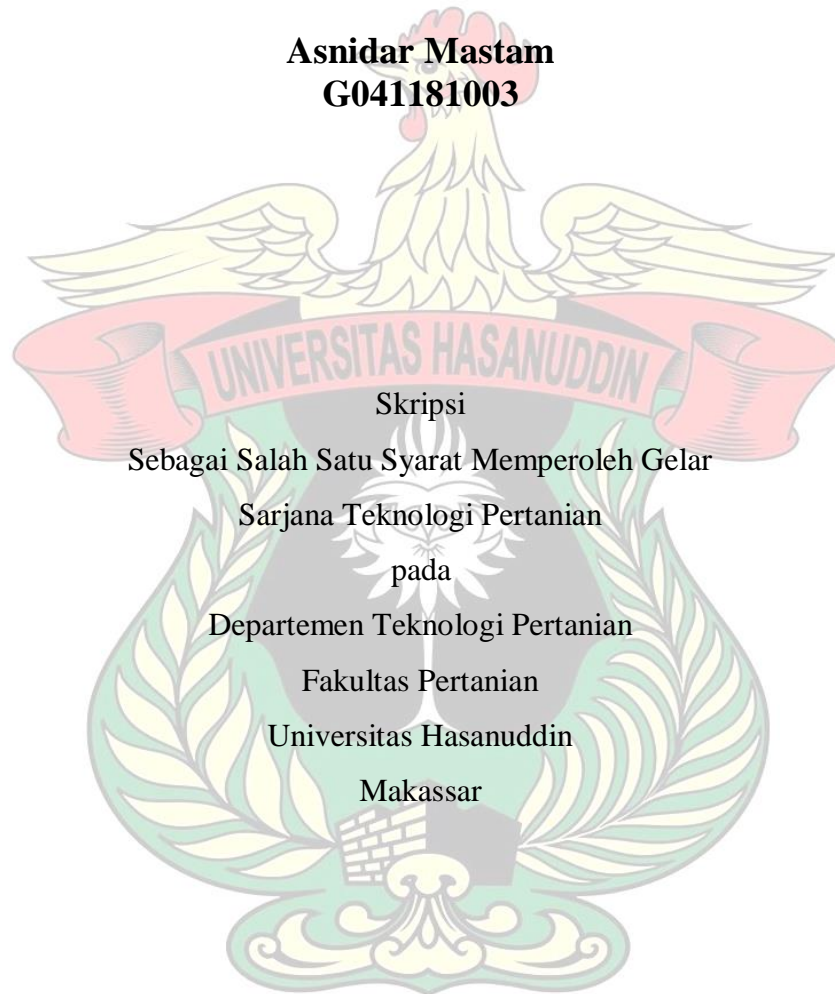 Asnidar Mastam
G041181003
UNIVERSITAS HASANUDDIN
Skripsi
Sebagai Salah Satu Syarat Memperoleh Gelar
Sarjana Teknologi Pertanian
pada
Departemen Teknologi Pertanian
Fakultas Pertanian
Universitas Hasanuddin
Makassar